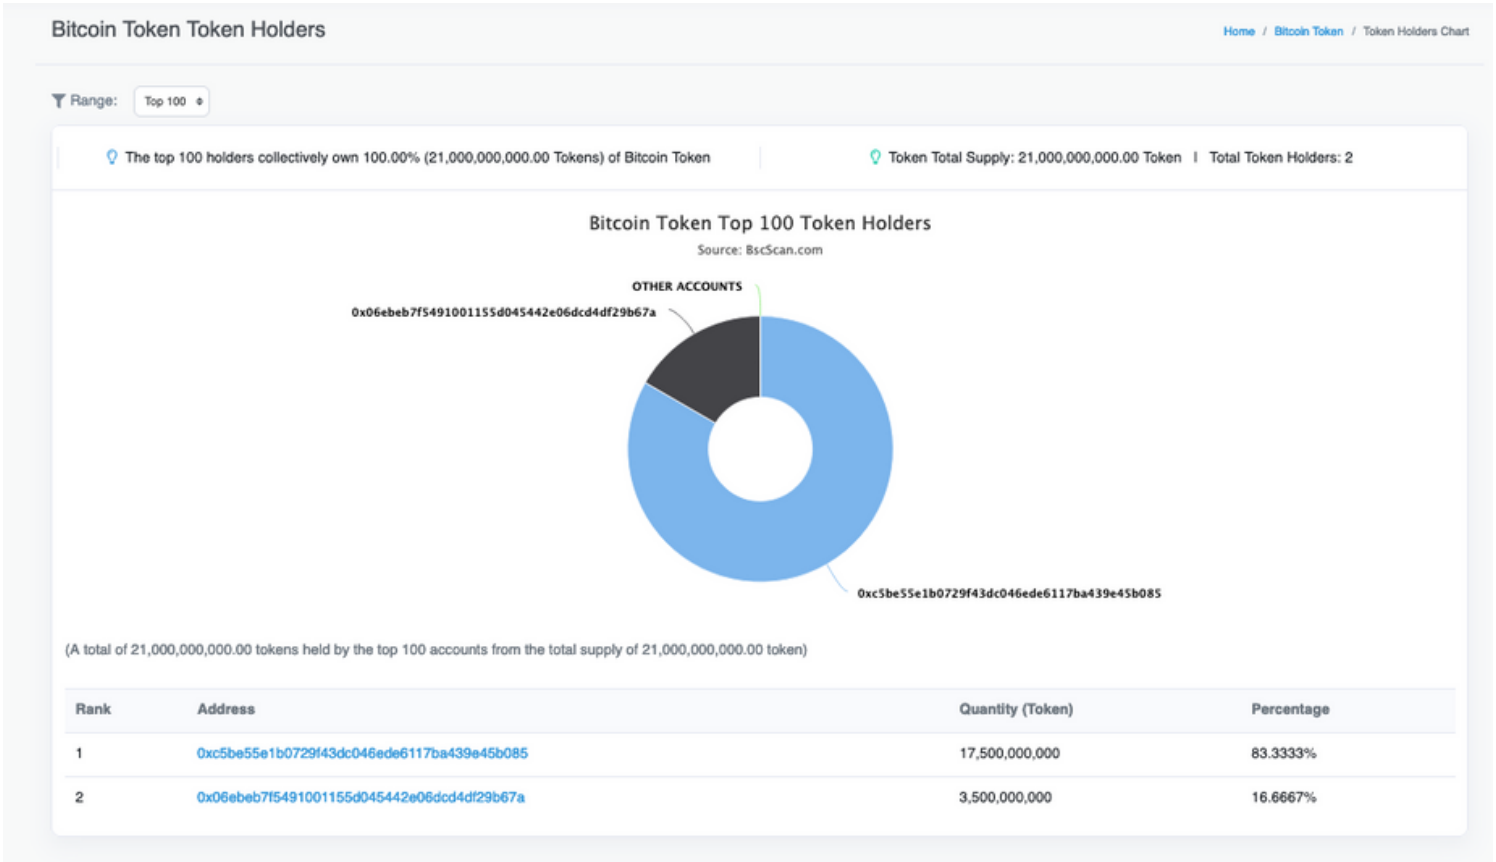 Bitcoin Token Token Holders
Home / Bitcoin Token / Token Holders Chart
Range: Top 100
The top 100 holders collectively own 100.00% (21,000,000,000.00 Tokens) of Bitcoin Token
Token Total Supply: 21,000,000,000.00 Token | Total Token Holders: 2
Bitcoin Token Top 100 Token Holders
Source: BscScan.com
OTHER ACCOUNTS
0x06ebeb7f5491001155d045442e06dcd4df29b67a
0xc5be55e1b0729f43dc046ede6117ba439e45b085
(A total of 21,000,000,000.00 tokens held by the top 100 accounts from the total supply of 21,000,000,000.00 token)
Rank Address Quantity (Token) Percentage
1 0xc5be55e1b0729f43dc046ede6117ba439e45b085 17,500,000,000 83.3333%
2 0x06ebeb7f5491001155d045442e06dcd4df29b67a 3,500,000,000 16.6667%